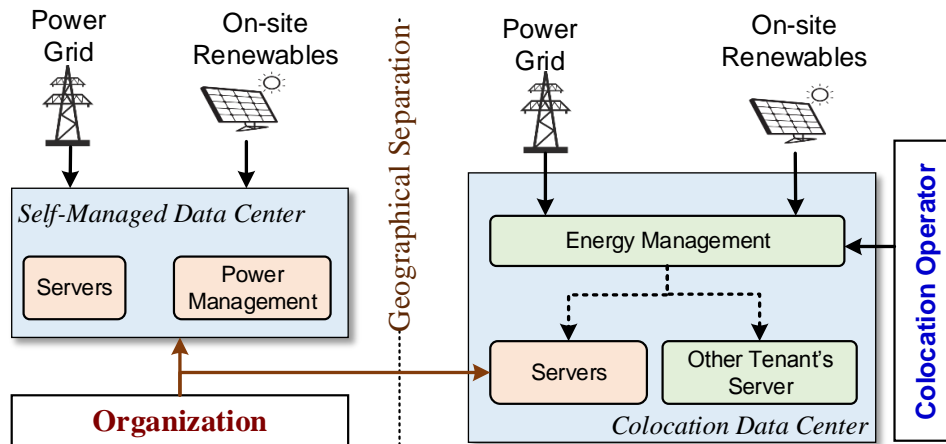 Power
Grid
On-site
Renewables
Self-Managed Data Center
Servers
Power
Management
Organization
Geographical Separation
Power
Grid
On-site
Renewables
Energy Management
Servers
Other Tenant's
Server
Colocation Data Center
Colocation Operator